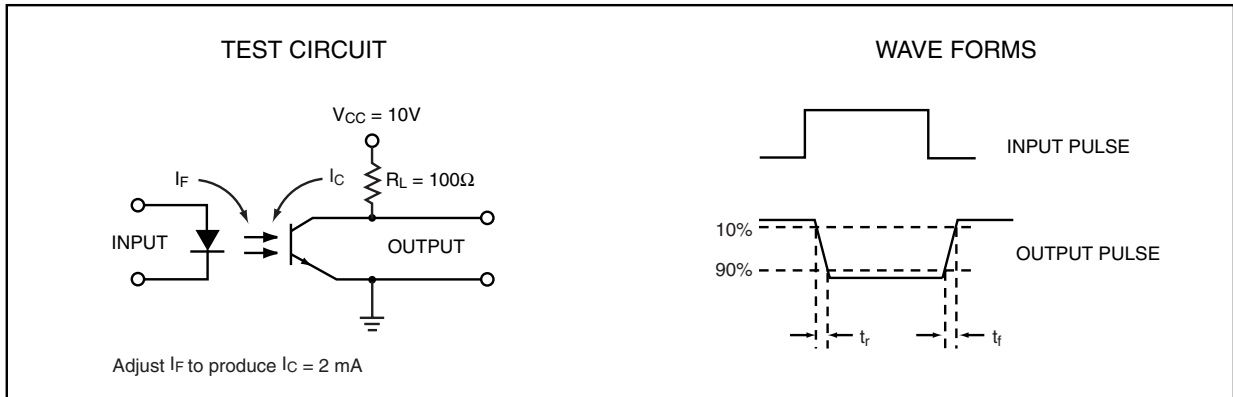 TEST CIRCUIT
VCC = 10V
IF
IC
RL = 100Ω
INPUT
OUTPUT
Adjust IF to produce IC = 2 mA
WAVE FORMS
INPUT PULSE
10%
90%
OUTPUT PULSE
tr
tf